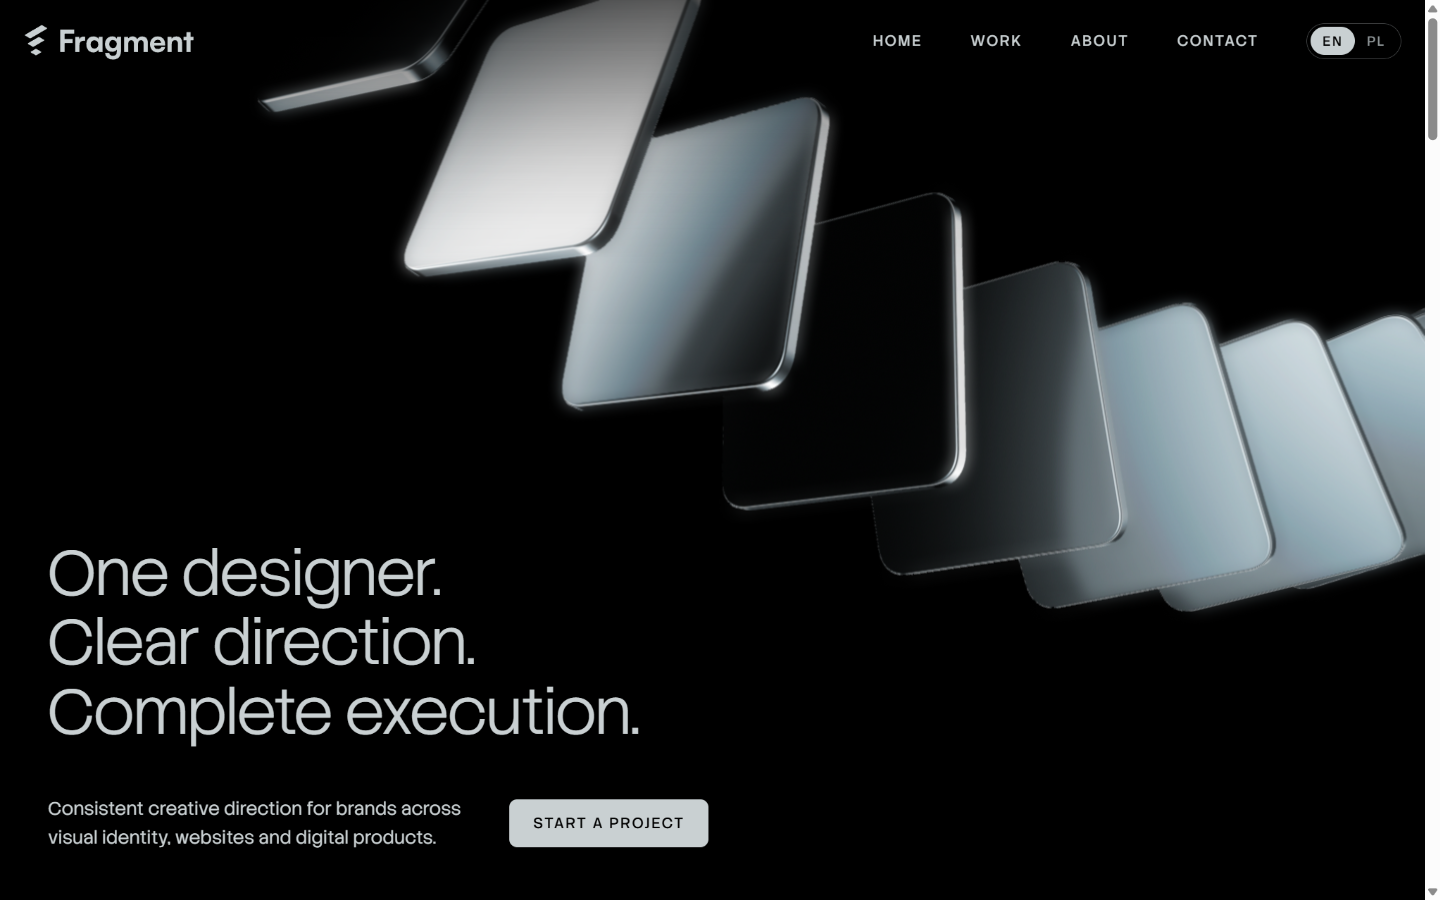 Fragment
HOME
WORK
ABOUT
CONTACT
EN
PL
One designer.
Clear direction.
Complete execution.
Consistent creative direction for brands across
visual identity, websites and digital products.
START A PROJECT